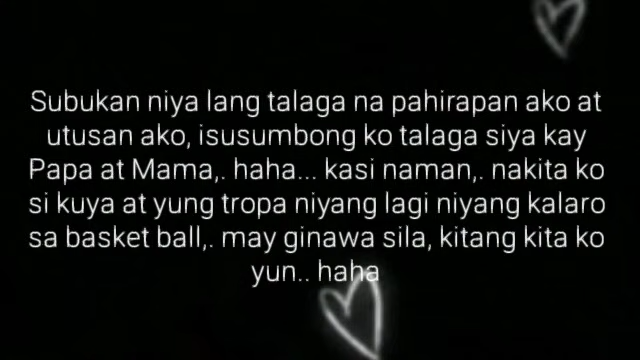 Subukan niya lang talaga na pahirapan ako at
utusan ako, isusumbong ko talaga siya kay
Papa at Mama,. haha... kasi naman,. nakita ko
si kuya at yung tropa niyang lagi niyang kalaro
sa basket ball,. may ginawa sila, kitang kita ko
yun.. haha